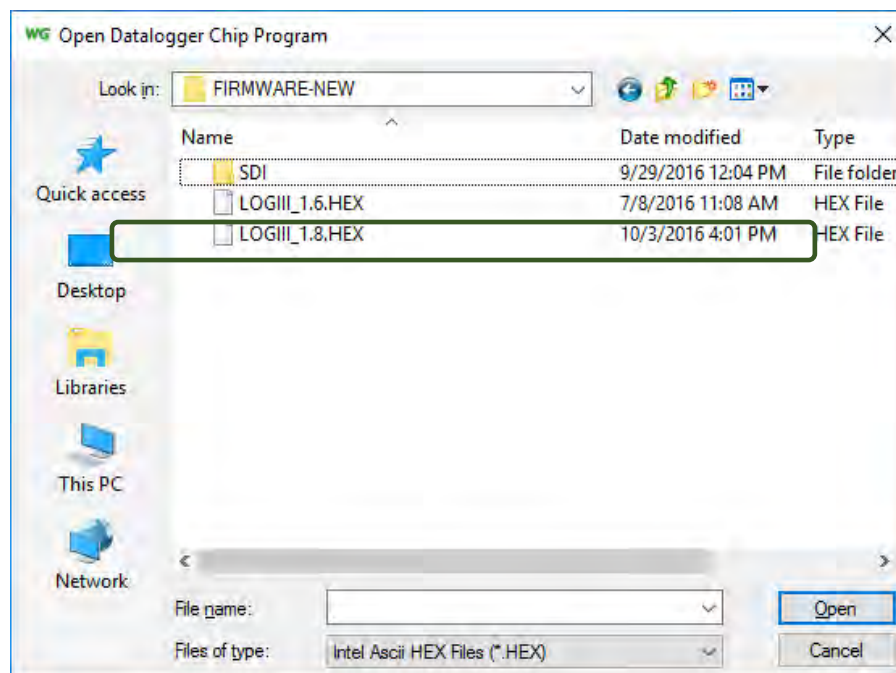 WG Open Datalogger Chip Program
Look in: FIRMWARE-NEW
Name Date modified Type
SDI 9/29/2016 12:04 PM File folder
LOGIII_1.6.HEX 7/8/2016 11:08 AM HEX File
LOGIII_1.8.HEX 10/3/2016 4:01 PM HEX File
Quick access
Desktop
Libraries
This PC
Network
File name: Open
Files of type: Intel Ascii HEX Files (*.HEX) Cancel